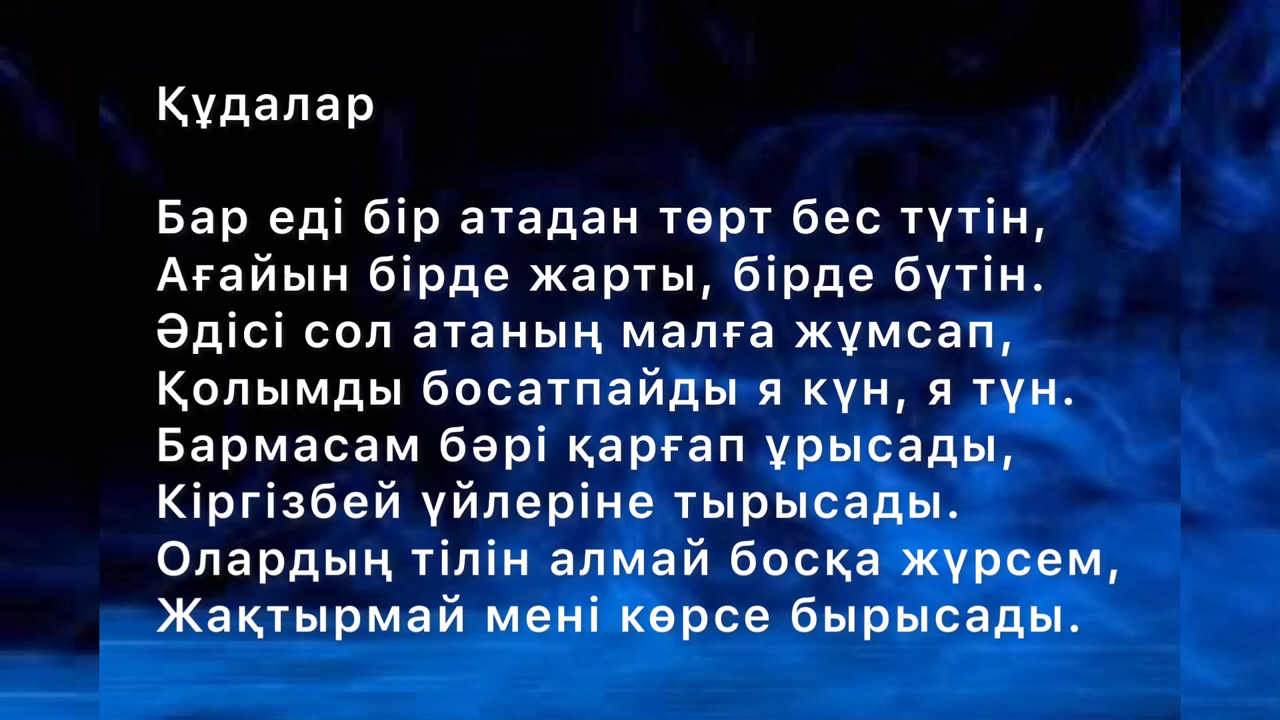 Құдалар
Бар еді бір атадан төрт бес түтін,
Ағайын бірде жарты, бірде бүтін.
Әдісі сол атаның малға жұмсап,
Қолымды босатпайды я күн, я түн.
Бармасам бәрі қарғап ұрысады,
Кіргізбей үйлеріне тырысады.
Олардың тілін алмай босқа жүрсем,
Жақтырмай мені көрсе бырысады.